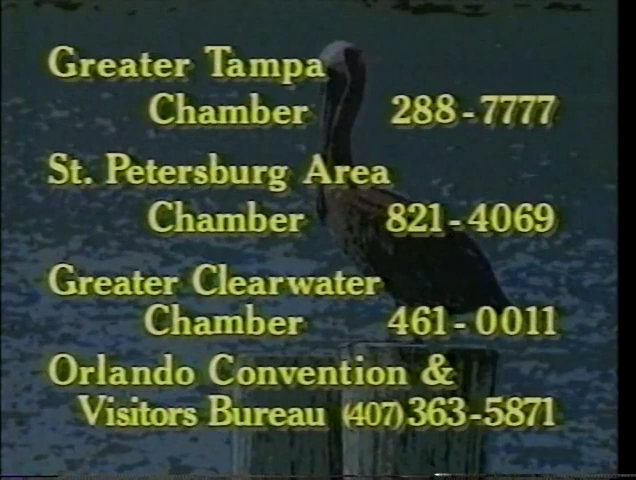 Greater Tampa
Chamber 288-7777
St. Petersburg Area
Chamber 821-4069
Greater Clearwater
Chamber 461-0011
Orlando Convention &
Visitors Bureau (407) 363-5871